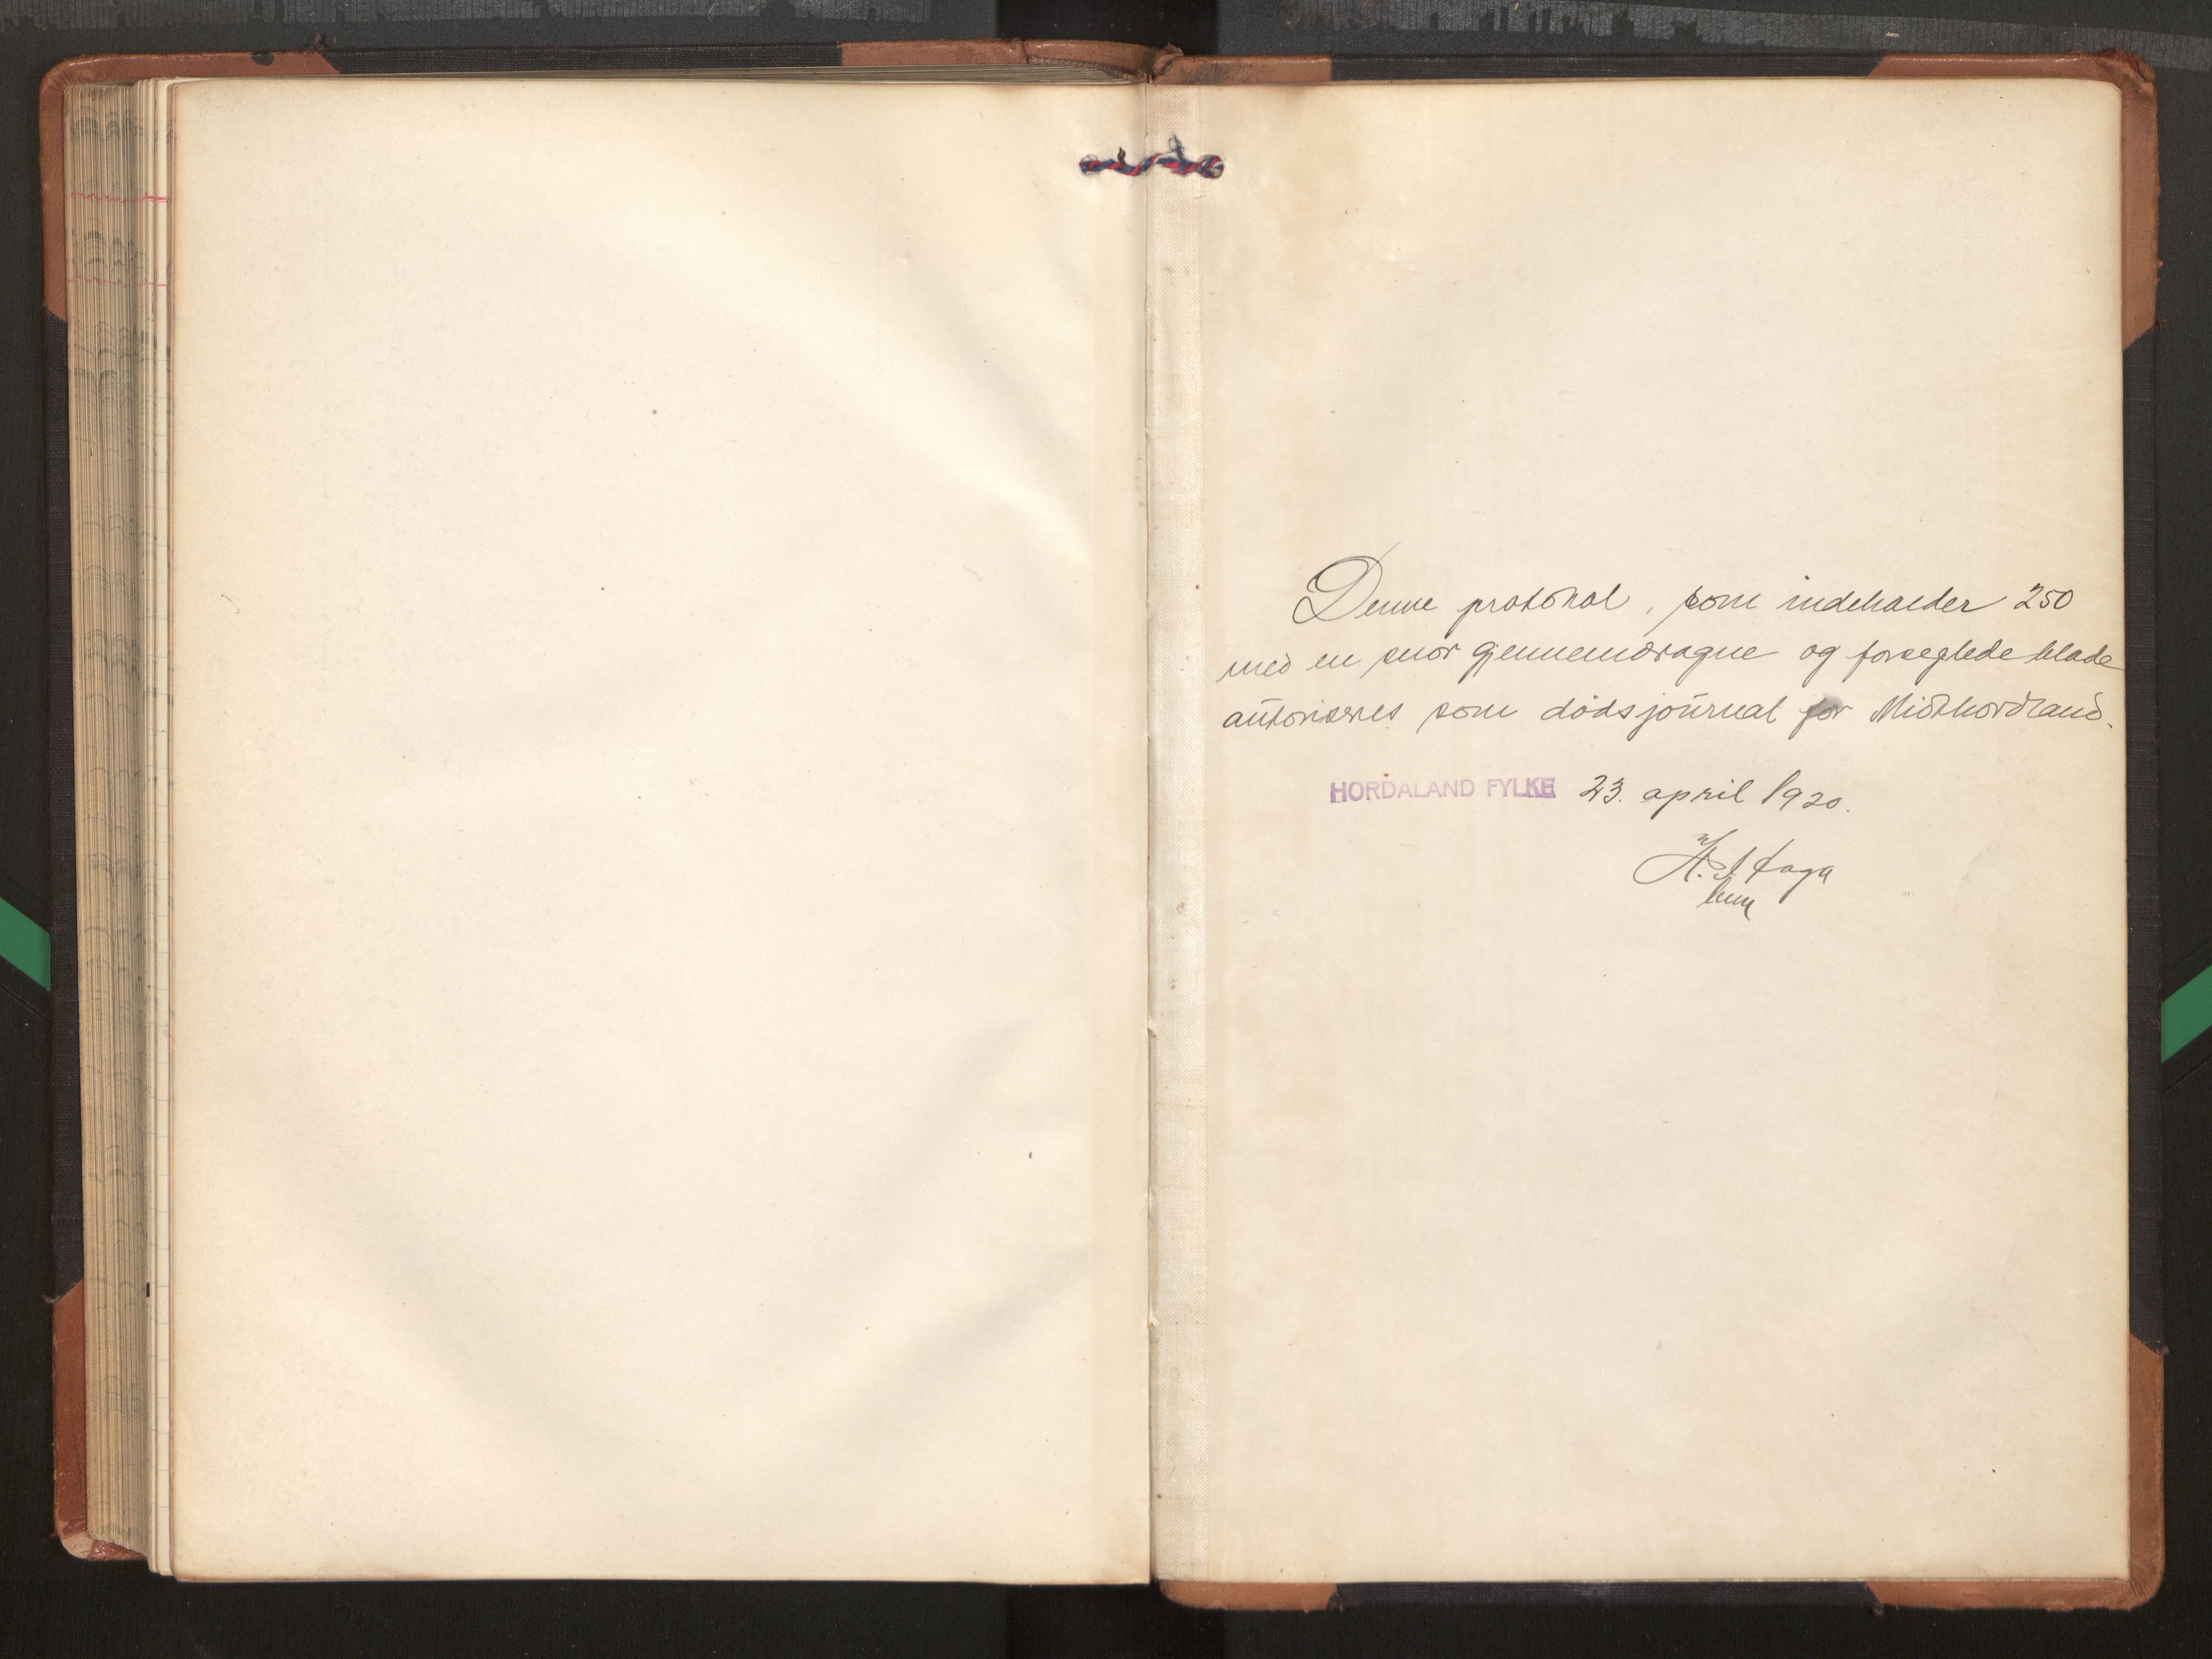 Denne protokol, som indeholder 250
med en snor gjennemdragne og forseglede blade
autoriseres som dødsjournal for Midthordland.
HORDALAND FYLKE 23. april 1920.